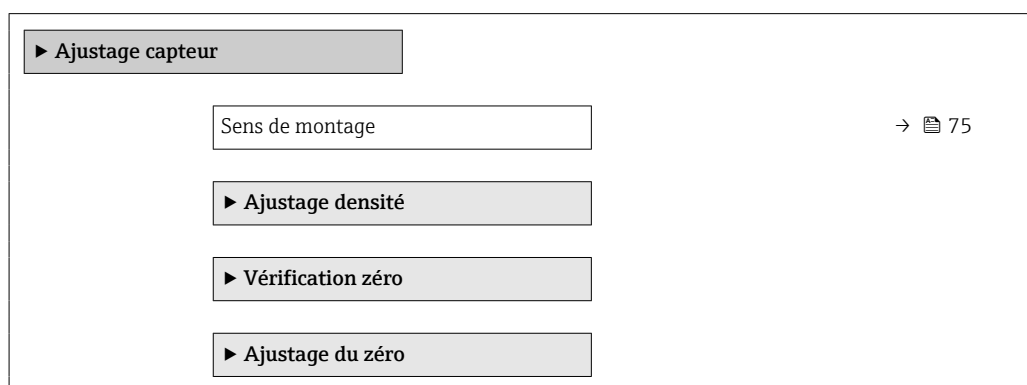 ▶ Ajustage capteur
Sens de montage → 75
▶ Ajustage densité
▶ Vérification zéro
▶ Ajustage du zéro